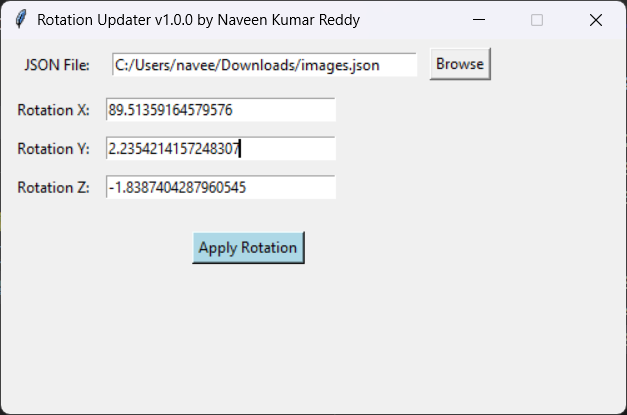 Rotation Updater v1.0.0 by Naveen Kumar Reddy
JSON File: C:/Users/navee/Downloads/images.json Browse
Rotation X: 89.51359164579576
Rotation Y: 2.2354214157248307
Rotation Z: -1.8387404287960545
Apply Rotation